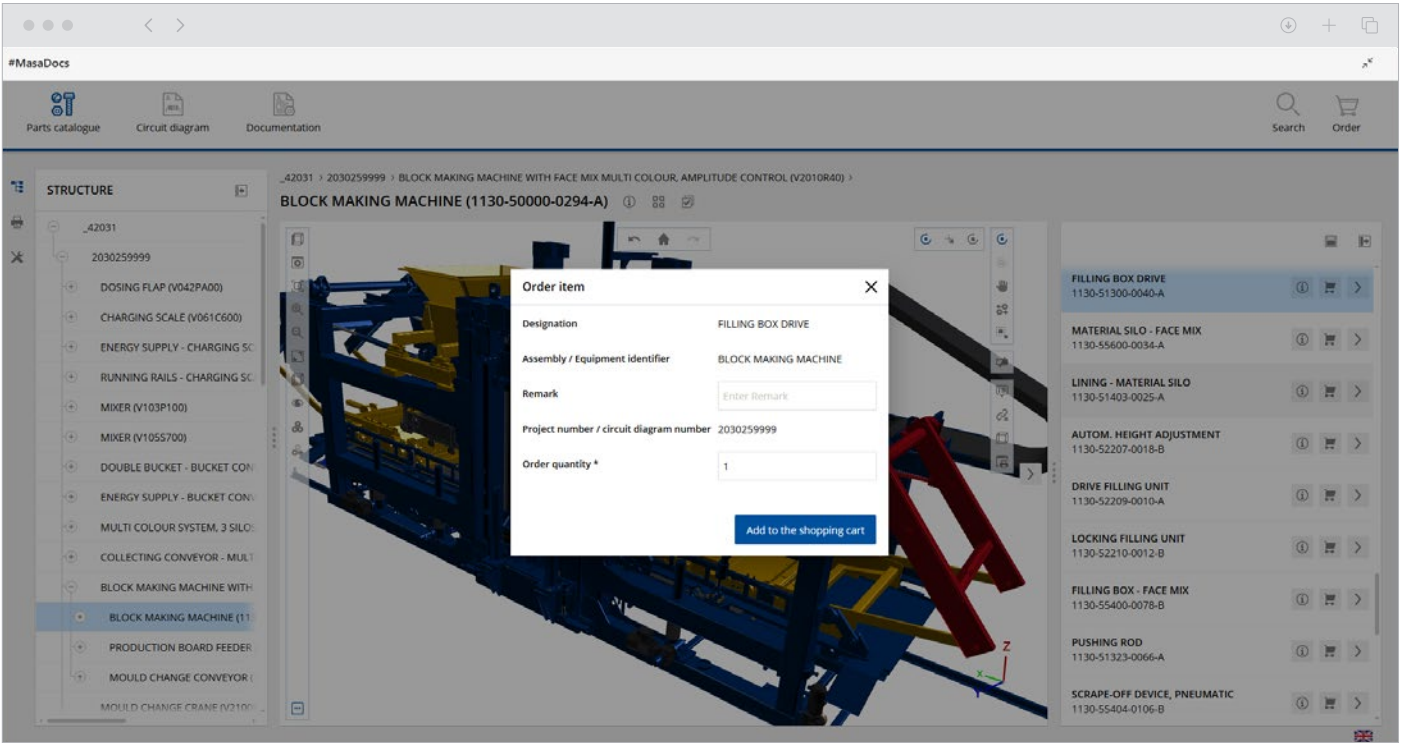 #MasaDocs
Parts catalogue
Circuit diagram
Documentation
Search
Order
STRUCTURE
_42031
2030259999
DOSING FLAP (V042PA00)
CHARGING SCALE (V061C600)
ENERGY SUPPLY - CHARGING SC
RUNNING RAILS - CHARGING SC
MIXER (V103P100)
MIXER (V105S700)
DOUBLE BUCKET - BUCKET CON
ENERGY SUPPLY - BUCKET CONV
MULTI COLOUR SYSTEM, 3 SILOS
COLLECTING CONVEYOR - MULT
BLOCK MAKING MACHINE WITH
BLOCK MAKING MACHINE (113
PRODUCTION BOARD FEEDER
MOULD CHANGE CONVEYOR (
MOULD CHANGE CRANE (V2100
_42031 > 2030259999 > BLOCK MAKING MACHINE WITH FACE MIX MULTI COLOUR, AMPLITUDE CONTROL (V2010R40) >
BLOCK MAKING MACHINE (1130-50000-0294-A)
Order item
Designation FILLING BOX DRIVE
Assembly / Equipment identifier BLOCK MAKING MACHINE
Remark Enter Remark
Project number / circuit diagram number 2030259999
Order quantity * 1
Add to the shopping cart
Z
X
Y
FILLING BOX DRIVE
1130-51300-0040-A
MATERIAL SILO - FACE MIX
1130-55600-0034-A
LINING - MATERIAL SILO
1130-51403-0025-A
AUTOM. HEIGHT ADJUSTMENT
1130-52207-0018-B
DRIVE FILLING UNIT
1130-52209-0010-A
LOCKING FILLING UNIT
1130-52210-0012-B
FILLING BOX - FACE MIX
1130-55400-0078-B
PUSHING ROD
1130-51323-0066-A
SCRAPE-OFF DEVICE, PNEUMATIC
1130-55404-0106-B